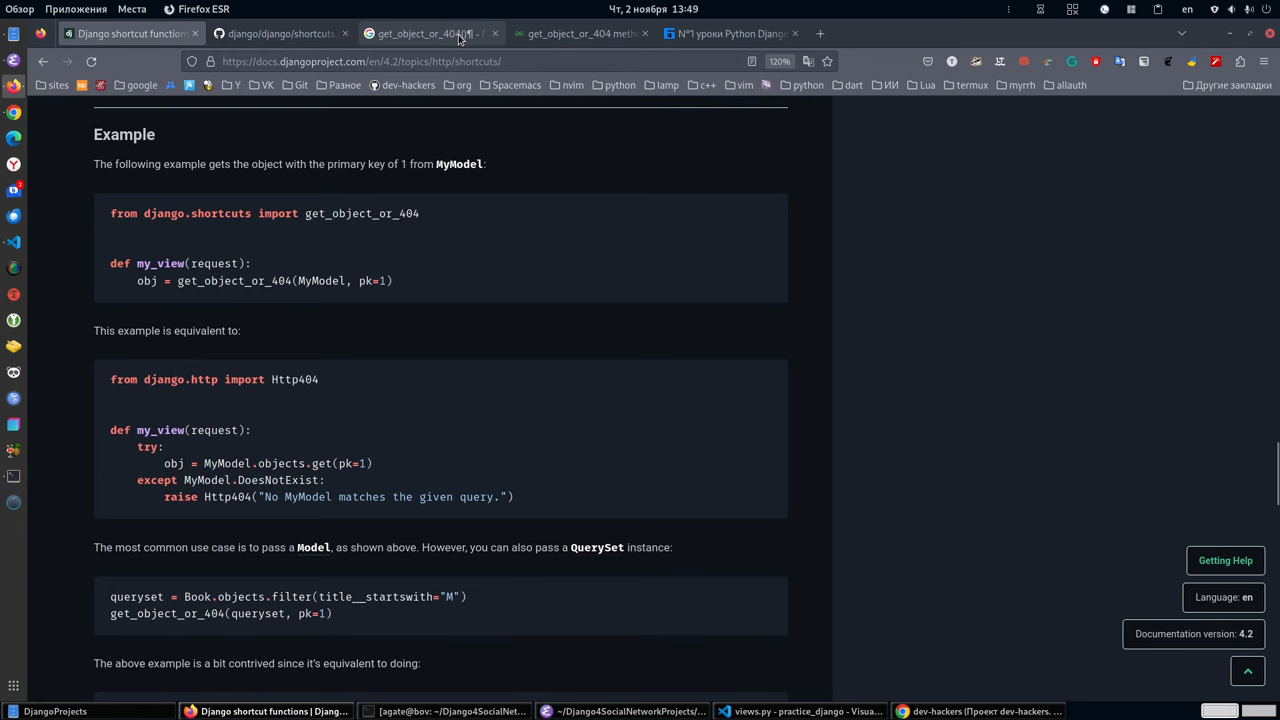 Обзор Приложения Места Firefox ESR Чт, 2 ноября 13:49 en
Django shortcut function django/django/shortcuts. get_object_or_404()¶ - get_object_or_404 meth Nº1 уроки Python Djang
https://docs.djangoproject.com/en/4.2/topics/http/shortcuts/ 120%
sites google Y VK Git Разное dev-hackers org Spacemacs nvim python lamp c++ vim python dart ИИ Lua termux myrrh allauth Другие закладки
Example
The following example gets the object with the primary key of 1 from MyModel:
from django.shortcuts import get_object_or_404
def my_view(request):
obj = get_object_or_404(MyModel, pk=1)
This example is equivalent to:
from django.http import Http404
def my_view(request):
try:
obj = MyModel.objects.get(pk=1)
except MyModel.DoesNotExist:
raise Http404("No MyModel matches the given query.")
The most common use case is to pass a Model, as shown above. However, you can also pass a QuerySet instance:
queryset = Book.objects.filter(title__startswith="M")
get_object_or_404(queryset, pk=1)
The above example is a bit contrived since it's equivalent to doing:
Getting Help
Language: en
Documentation version: 4.2
DjangoProjects Django shortcut functions | Djang... [agate@bov: ~/Django4SocialNet... ~/Django4SocialNetworkProjects/... views.py - practice_django - Visua... dev-hackers (Проект dev-hackers. ...